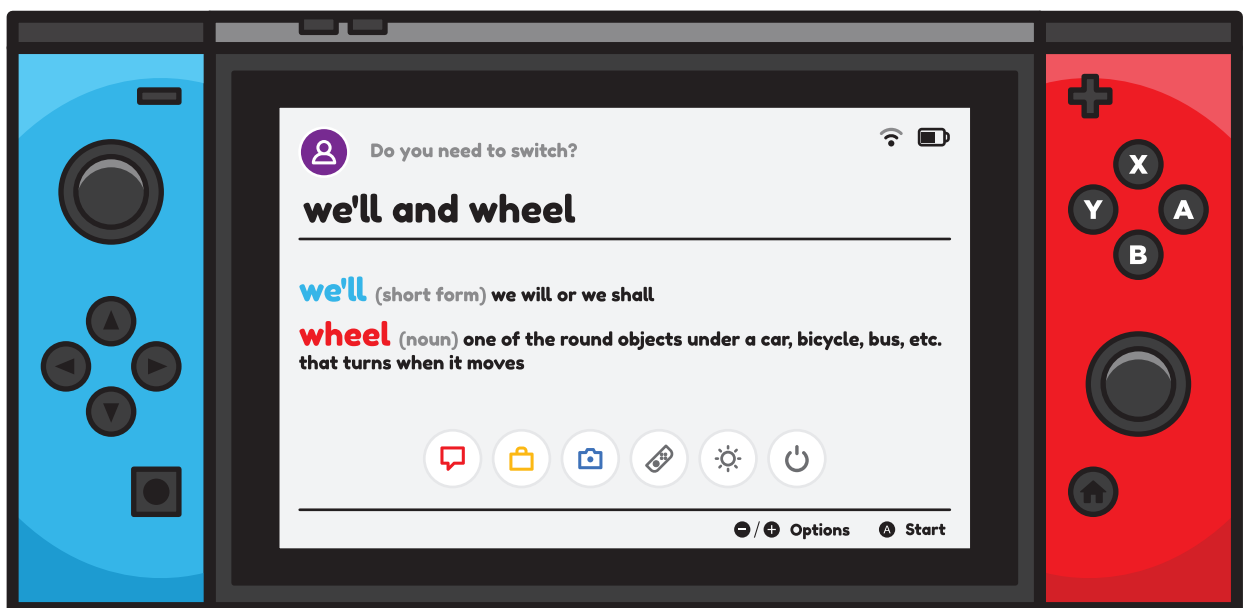 Do you need to switch?
we'll and wheel
we'll (short form) we will or we shall
wheel (noun) one of the round objects under a car, bicycle, bus, etc.
that turns when it moves
X
Y A
B
-/+ Options A Start